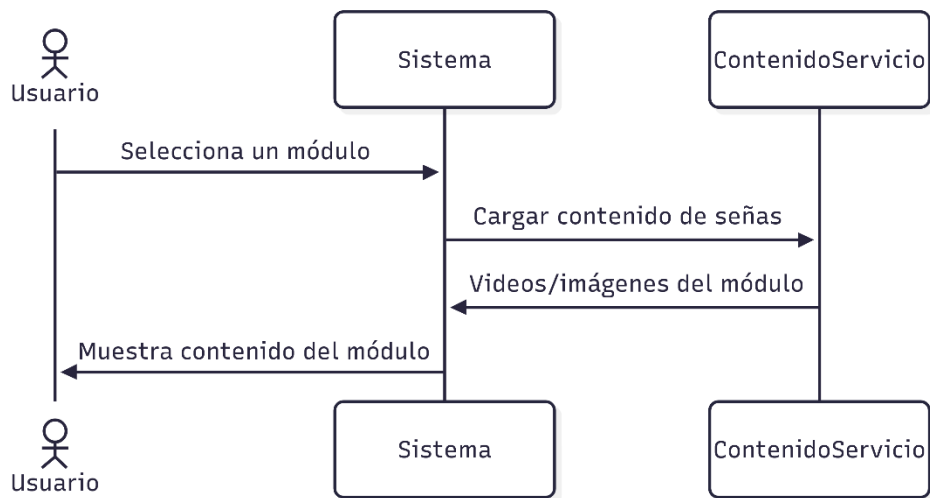 Usuario
Sistema
ContenidoServicio
Selecciona un módulo
Cargar contenido de señas
Videos/imágenes del módulo
Muestra contenido del módulo
Usuario
Sistema
ContenidoServicio